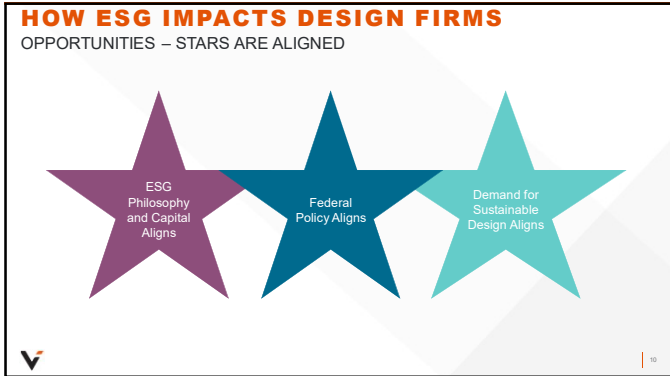 HOW ESG IMPACTS DESIGN FIRMS
OPPORTUNITIES – STARS ARE ALIGNED
ESG
Philosophy
and Capital
Aligns
Federal
Policy Aligns
Demand for
Sustainable
Design Aligns
10